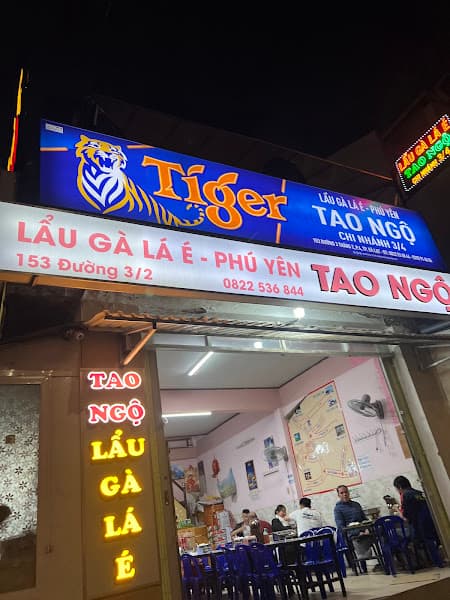 Tiger
LẨU GÀ LÁ É - PHÚ YÊN
TAO NGỘ
CHI NHÁNH 3/4
LẨU GÀ LÁ É
TAO NGỘ
LẨU GÀ LÁ É - PHÚ YÊN
153 Đường 3/2
0822 536 844
TAO NGỘ
TAO
NGỘ
LẨU
GÀ
LÁ
É